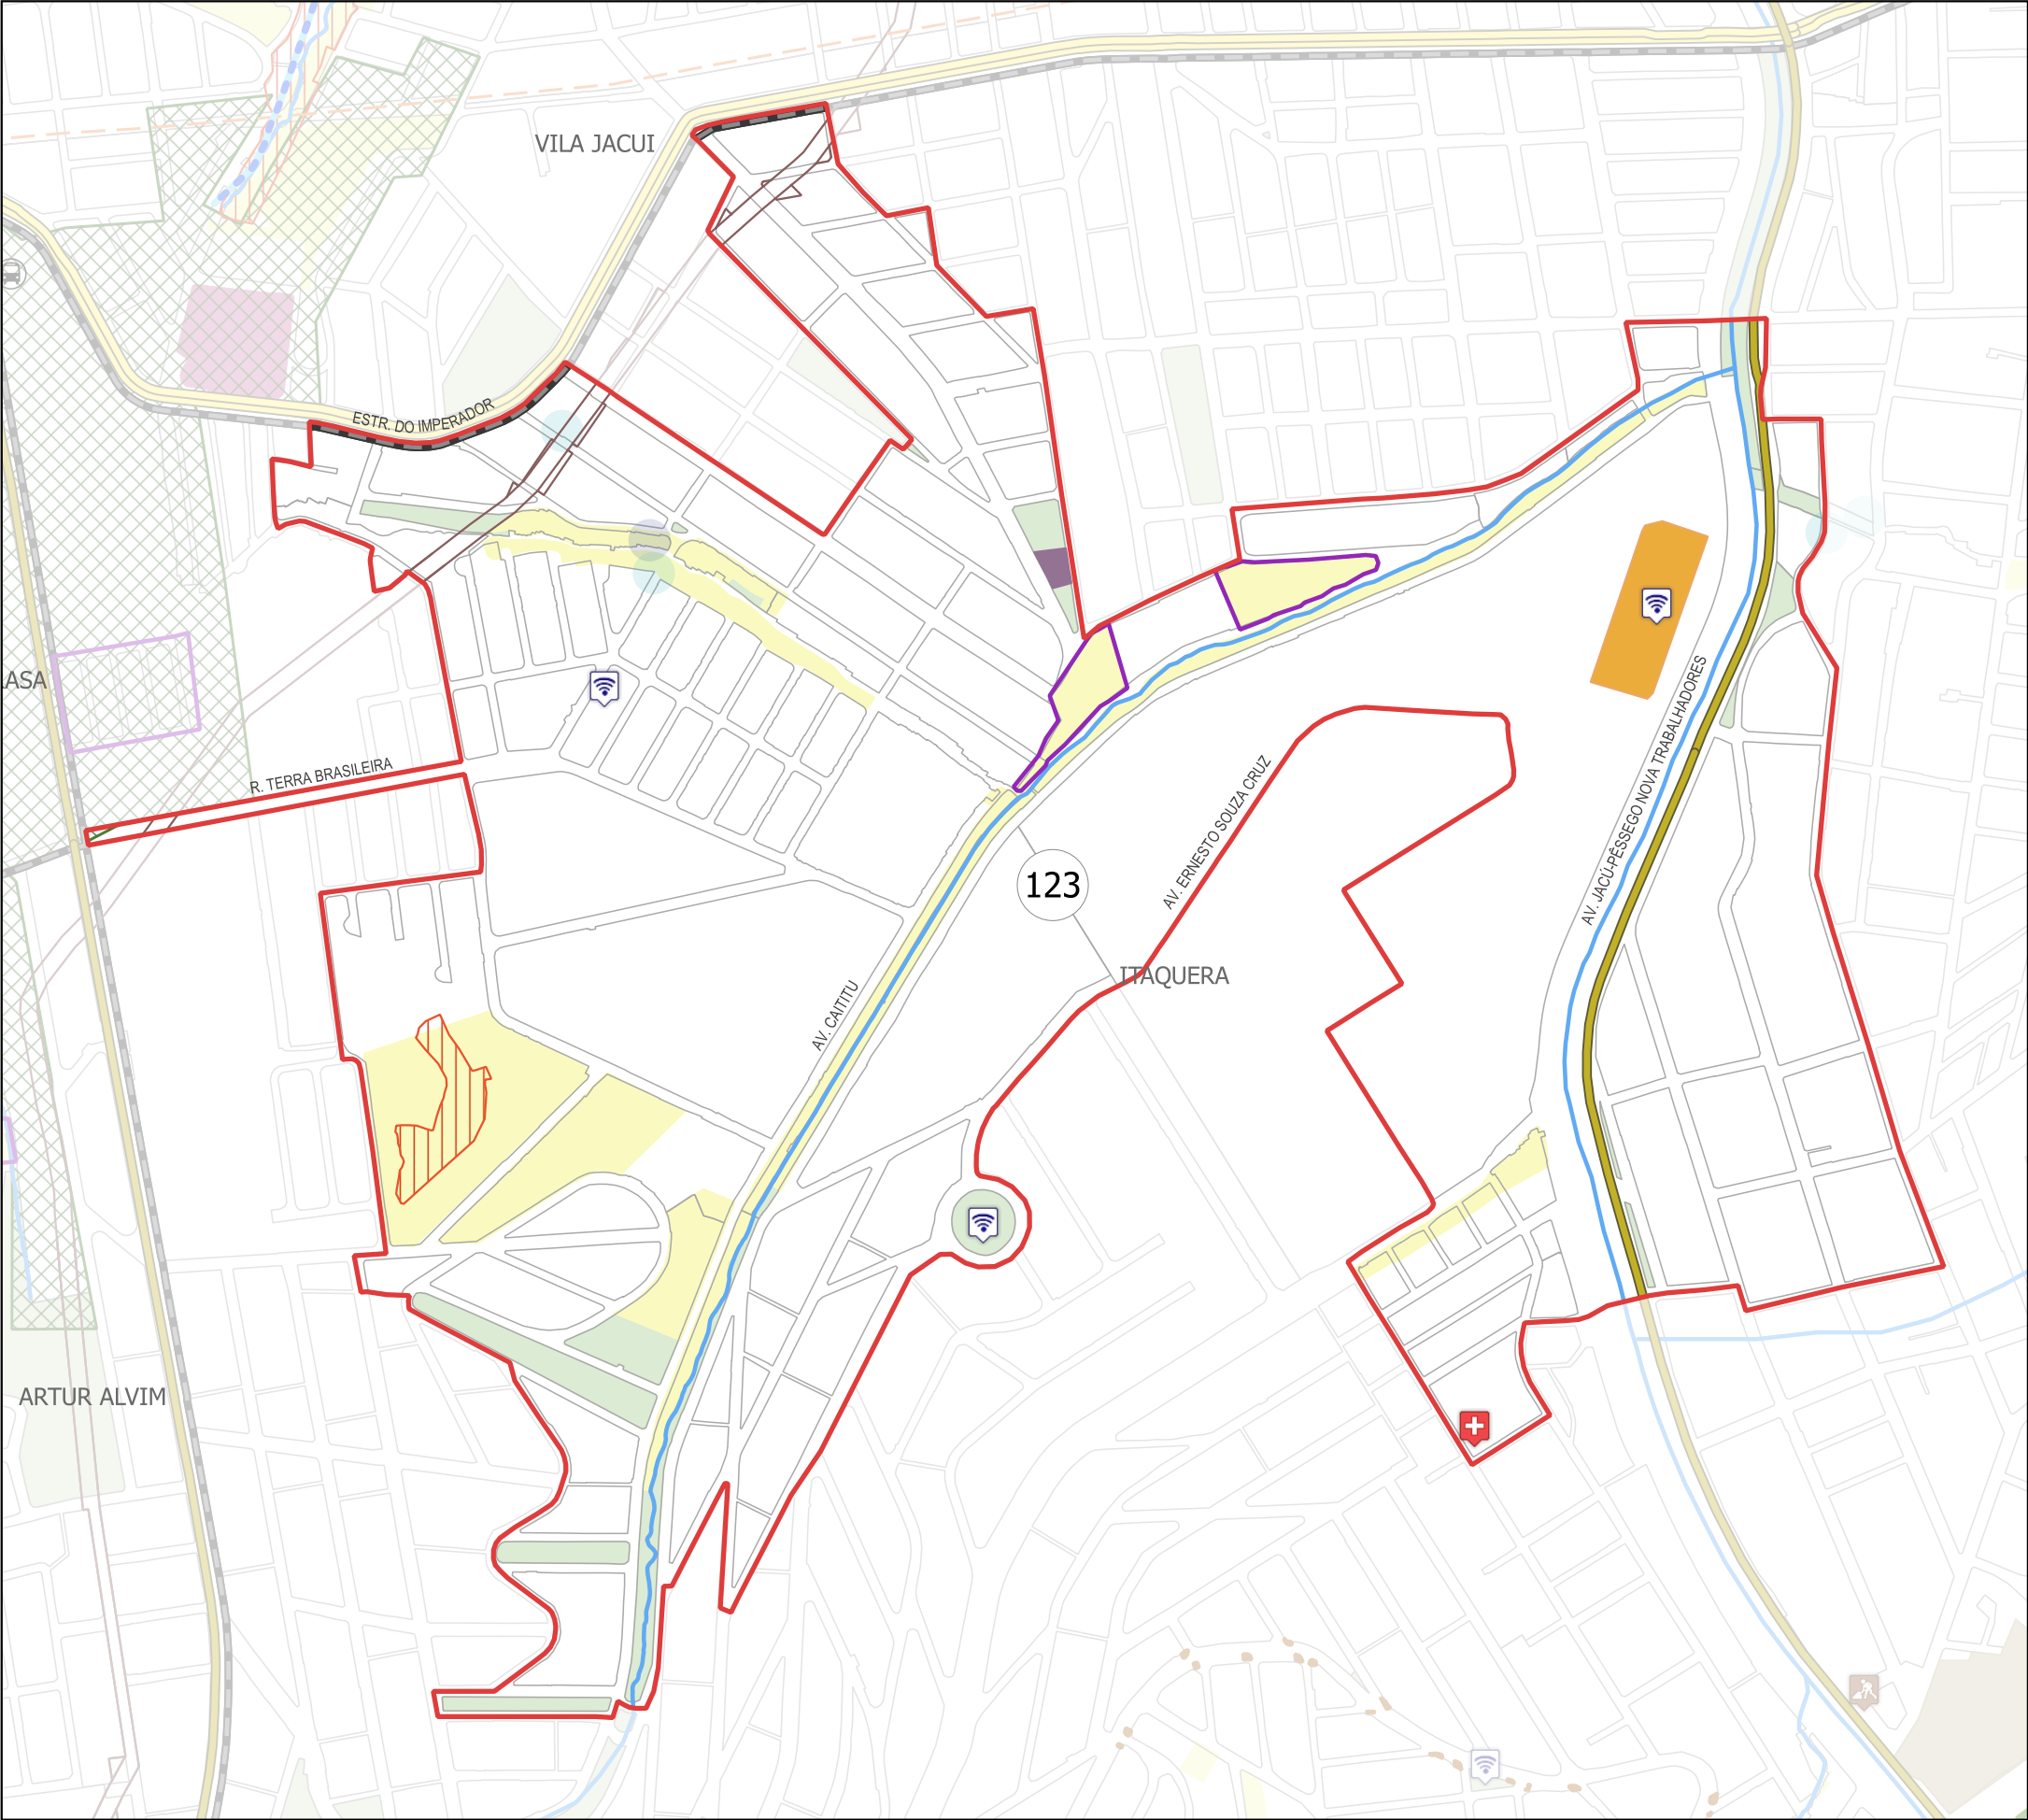 VILA JACUI
ESTR. DO IMPERADOR
ASA
R. TERRA BRASILEIRA
AV. JACÚ-PÊSSEGO NOVA TRABALHADORES
AV. ERNESTO SOUZA CRUZ
123
ITAQUERA
AV. CAITITU
ARTUR ALVIM